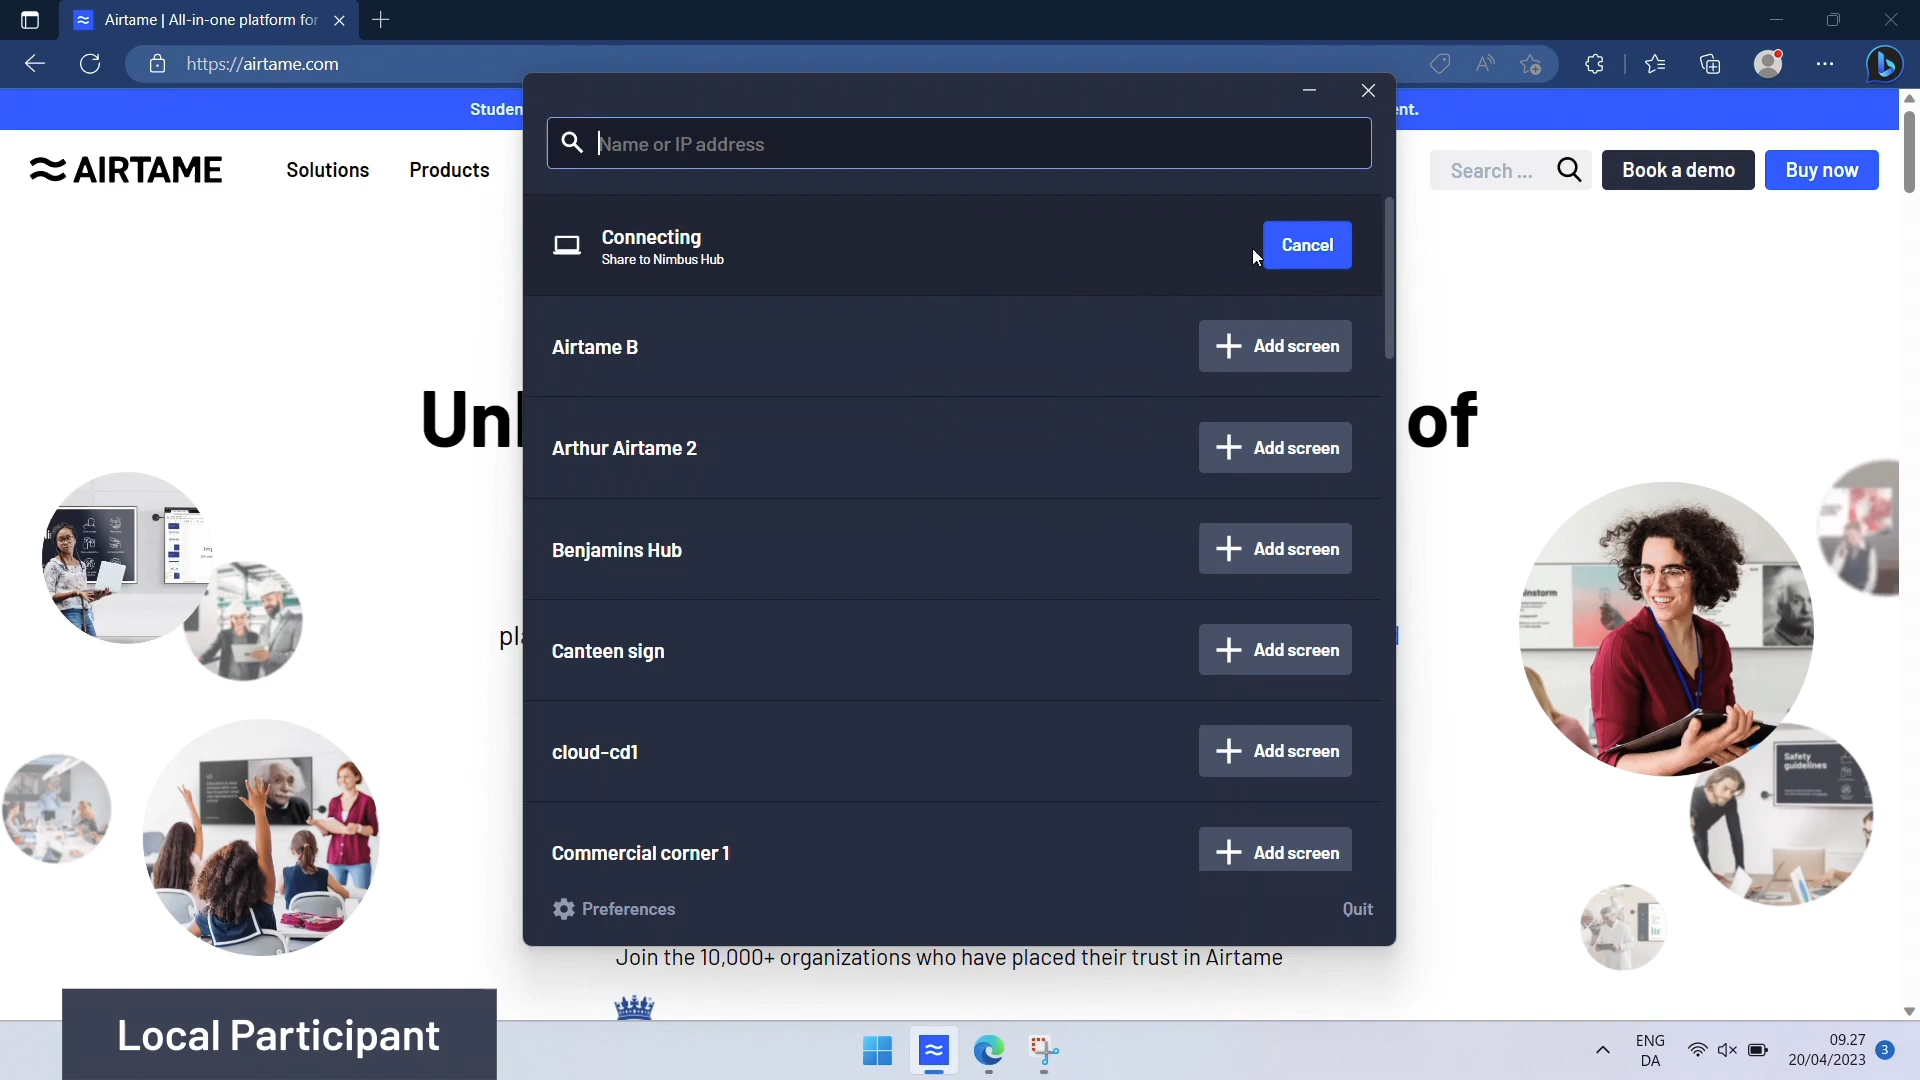 Airtame | All-in-one platform for
https://airtame.com
Studen
nt.
AIRTAME
Solutions
Products
Search ...
Book a demo
Buy now
Name or IP address
Connecting
Share to Nimbus Hub
Cancel
Airtame B
Add screen
Arthur Airtame 2
Add screen
Benjamins Hub
Add screen
Canteen sign
Add screen
cloud-cd1
Add screen
Commercial corner 1
Add screen
Preferences
Quit
of
Safety
guidelines
Join the 10,000+ organizations who have placed their trust in Airtame
Local Participant
ENG
DA
09.27
20/04/2023
3